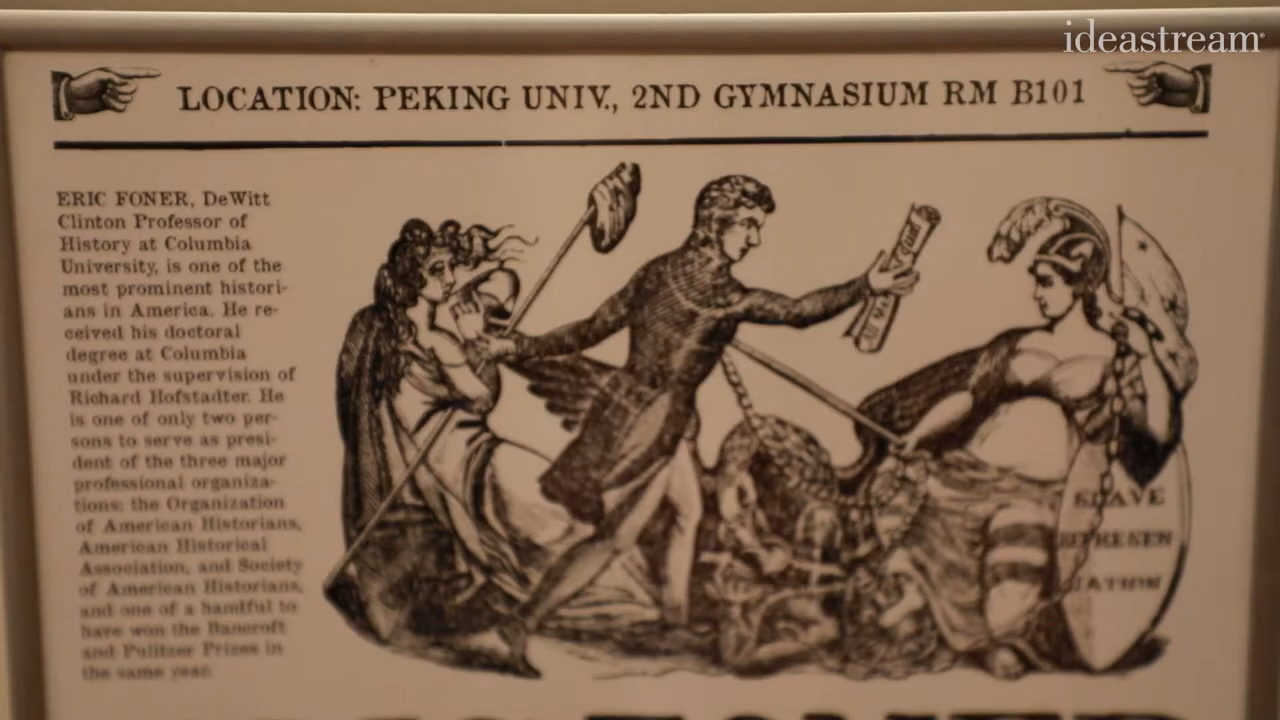 ideastream
LOCATION: PEKING UNIV., 2ND GYMNASIUM RM B101
ERIC FONER, DeWitt
Clinton Professor of
History at Columbia
University, is one of the
most prominent histori-
ans in America. He re-
ceived his doctoral
degree at Columbia
under the supervision of
Richard Hofstadter. He
is one of only two per-
sons to serve as presi-
dent of the three major
professional organiza-
tions: the Organization
of American Historians,
American Historical
Association, and Society
of American Historians,
and one of a handful to
have won the Bancroft
and Pulitzer Prizes in
the same year.
SLAVE
REPRESEN
TATION